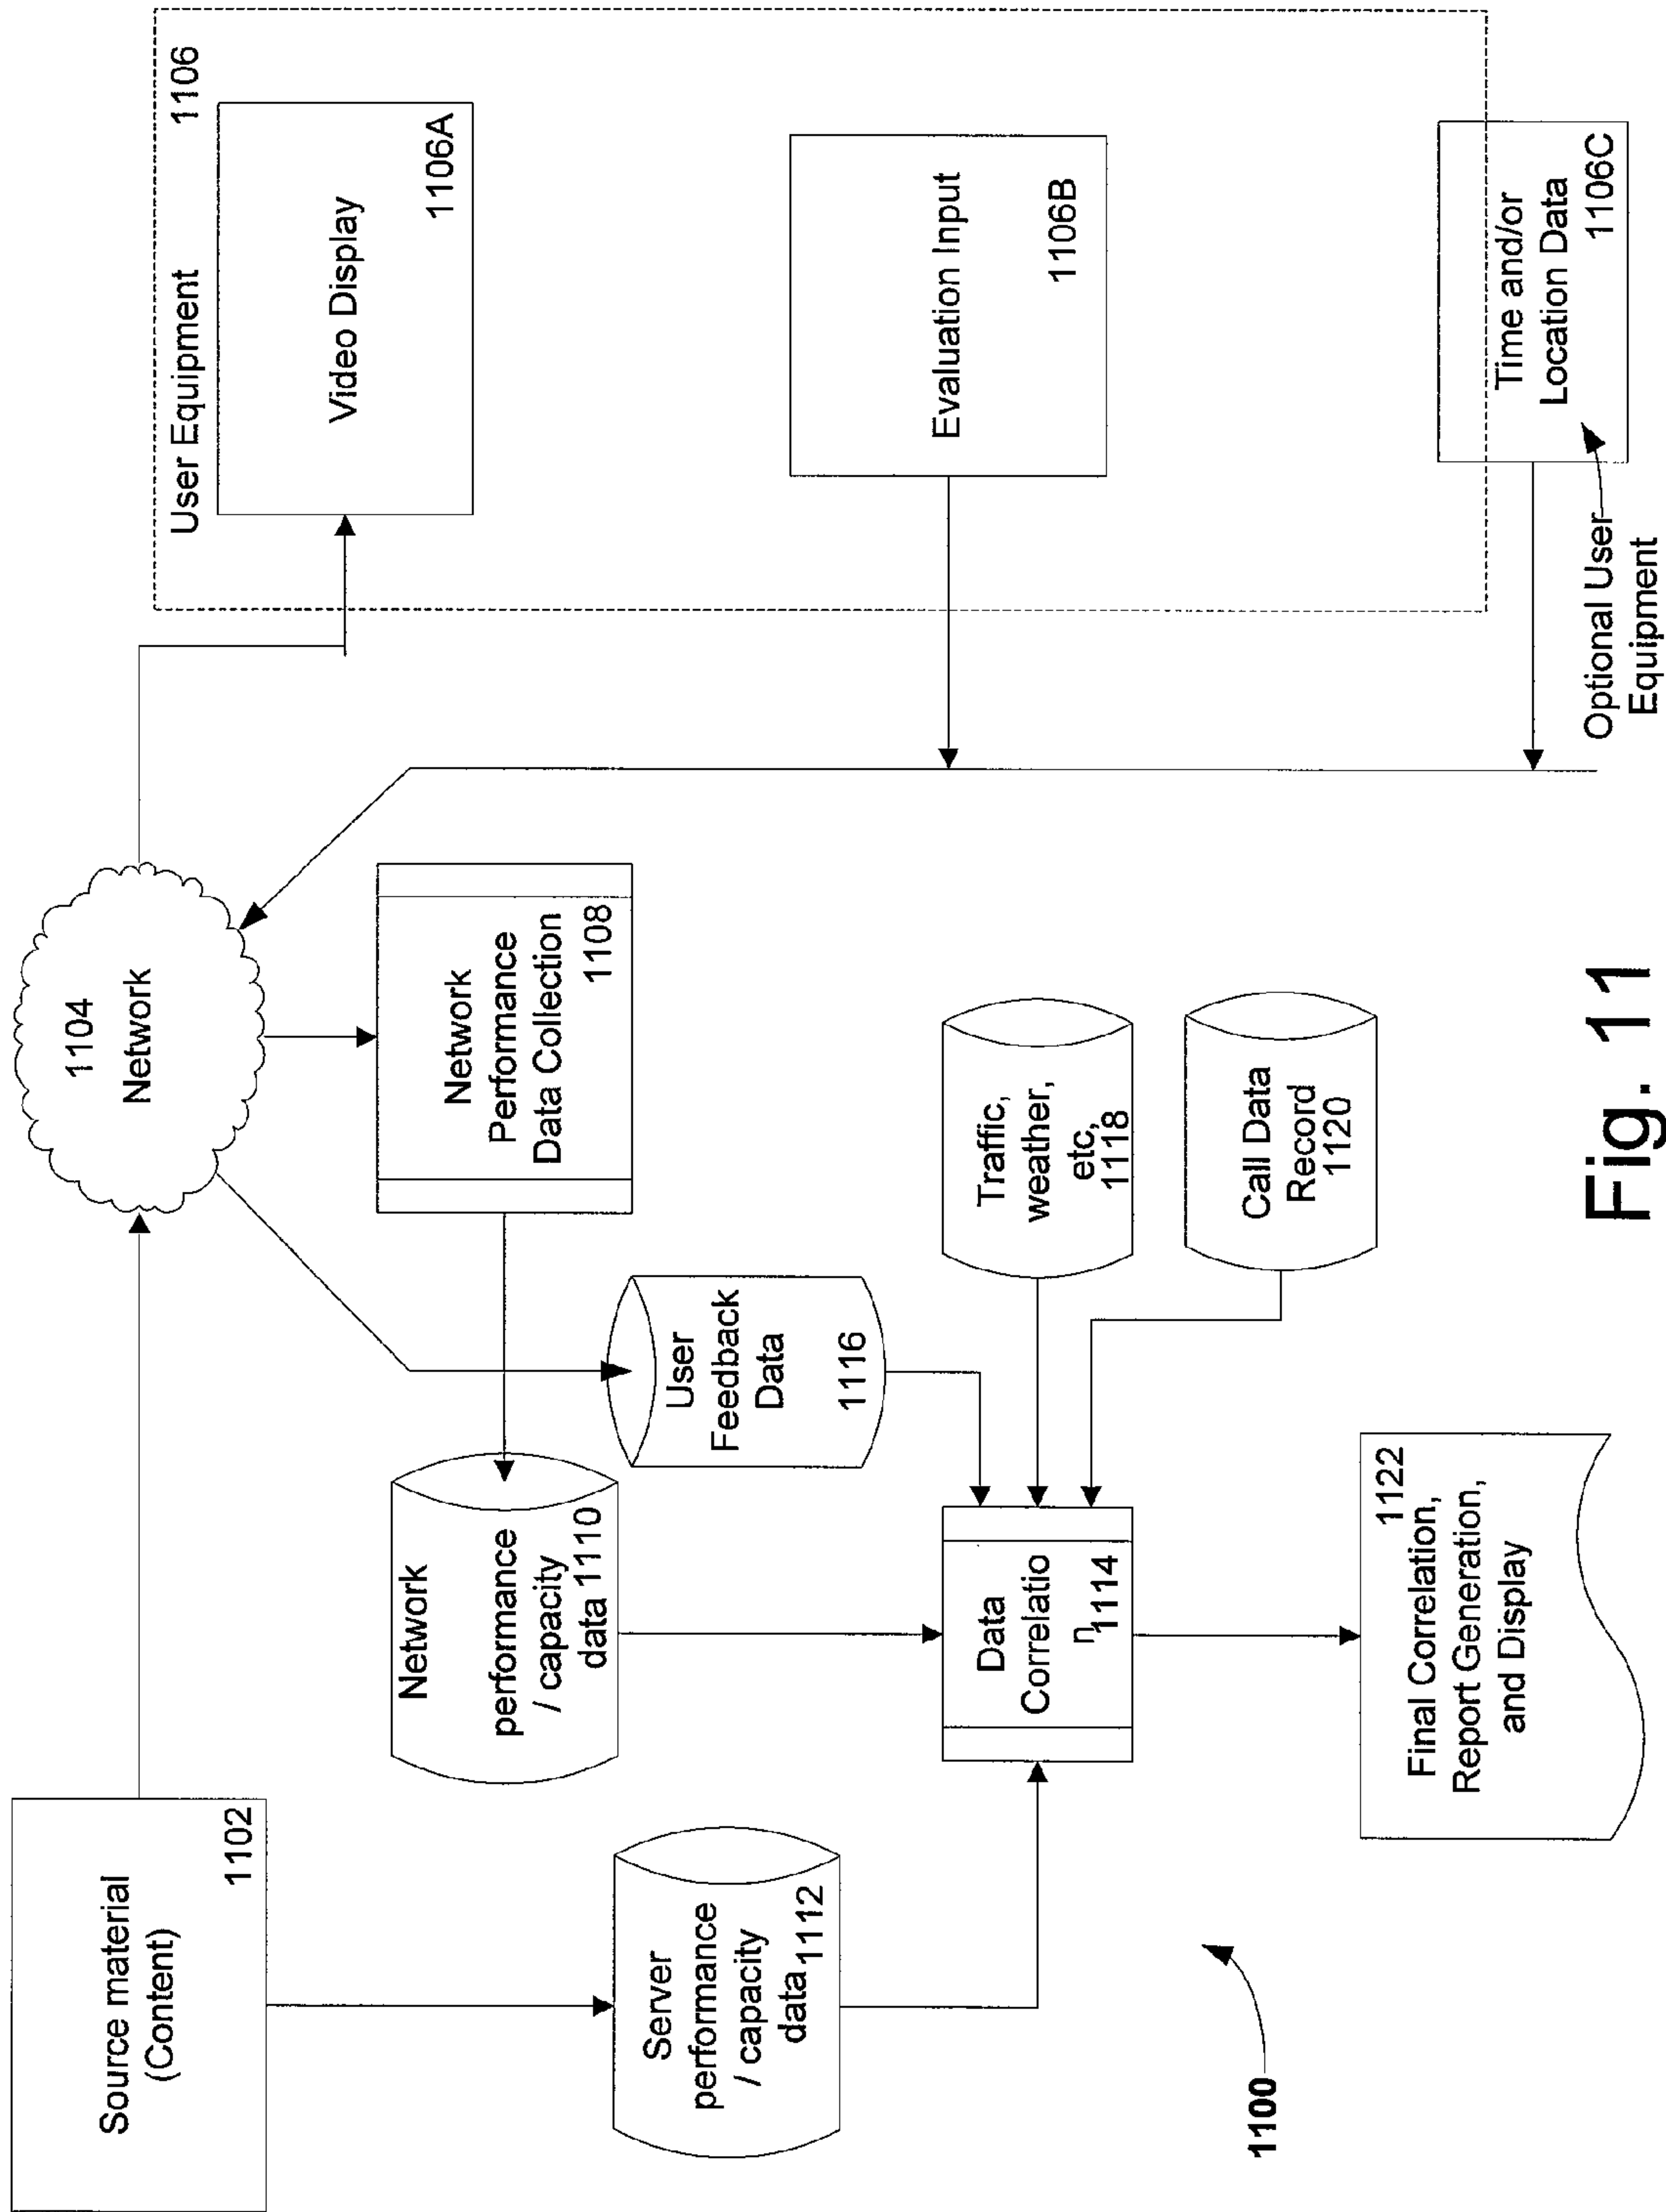 Source material
(Content)
1102
1104
Network
User Equipment
1106
Video Display
1106A
Network
Performance
Data Collection
1108
Network
performance
/ capacity
data 1110
User
Feedback
Data
1116
Evaluation Input
1106B
Server
performance
/ capacity
data 1112
Data
Correlatio
n 1114
Traffic,
weather,
etc,
1118
Call Data
Record
1120
Time and/or
Location Data
1106C
Optional User
Equipment
1122
Final Correlation,
Report Generation,
and Display
1100
Fig. 11